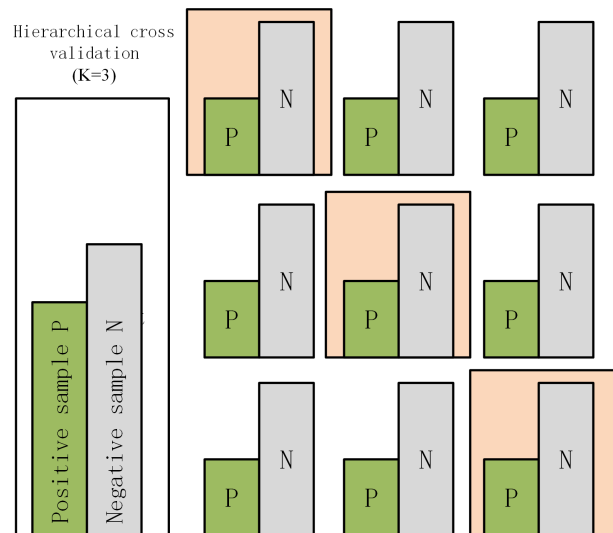 Hierarchical cross
validation
(K=3)
P N P N P N
P N P N P N
P N P N P N
Positive sample P
Negative sample N